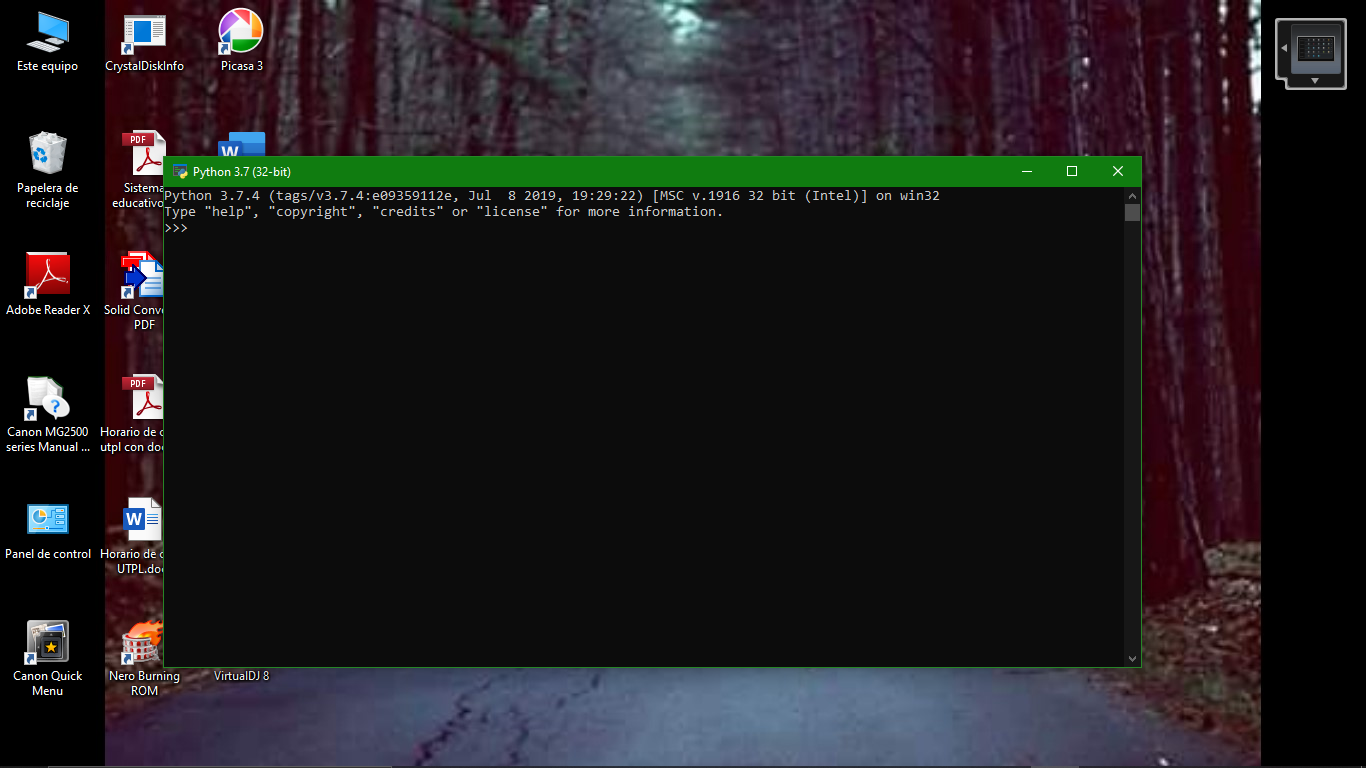 Este equipo
CrystalDiskInfo
Picasa 3
Papelera de
reciclaje
PDF
Sistema
educativo
W
Adobe Reader X
Solid Conv
PDF
Canon MG2500
series Manual ...
PDF
Horario de
utpl con do
Panel de control
W
Horario de
UTPL.do
Canon Quick
Menu
Nero Burning
ROM
VirtualDJ 8
Python 3.7 (32-bit)
Python 3.7.4 (tags/v3.7.4:e09359112e, Jul  8 2019, 19:29:22) [MSC v.1916 32 bit (Intel)] on win32
Type "help", "copyright", "credits" or "license" for more information.
>>>